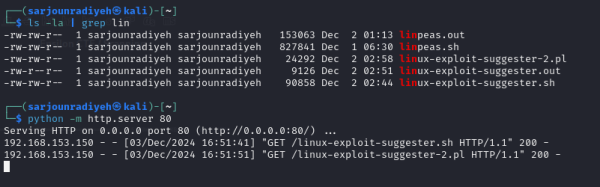 ┌──(sarjounradiyeh㉿kali)-[~]
└─$ ls -la | grep lin
-rw-rw-r-- 1 sarjounradiyeh sarjounradiyeh 153063 Dec 2 01:13 linpeas.out
-rw-rw-r-- 1 sarjounradiyeh sarjounradiyeh 827841 Dec 1 06:30 linpeas.sh
-rw-rw-r-- 1 sarjounradiyeh sarjounradiyeh 24292 Dec 2 02:58 linux-exploit-suggester-2.pl
-rw-rw-r-- 1 sarjounradiyeh sarjounradiyeh 9126 Dec 2 02:51 linux-exploit-suggester.out
-rw-rw-r-- 1 sarjounradiyeh sarjounradiyeh 90858 Dec 2 02:44 linux-exploit-suggester.sh
┌──(sarjounradiyeh㉿kali)-[~]
└─$ python -m http.server 80
Serving HTTP on 0.0.0.0 port 80 (http://0.0.0.0:80/) ...
192.168.153.150 - - [03/Dec/2024 16:51:41] "GET /linux-exploit-suggester.sh HTTP/1.1" 200 -
192.168.153.150 - - [03/Dec/2024 16:51:51] "GET /linux-exploit-suggester-2.pl HTTP/1.1" 200 -